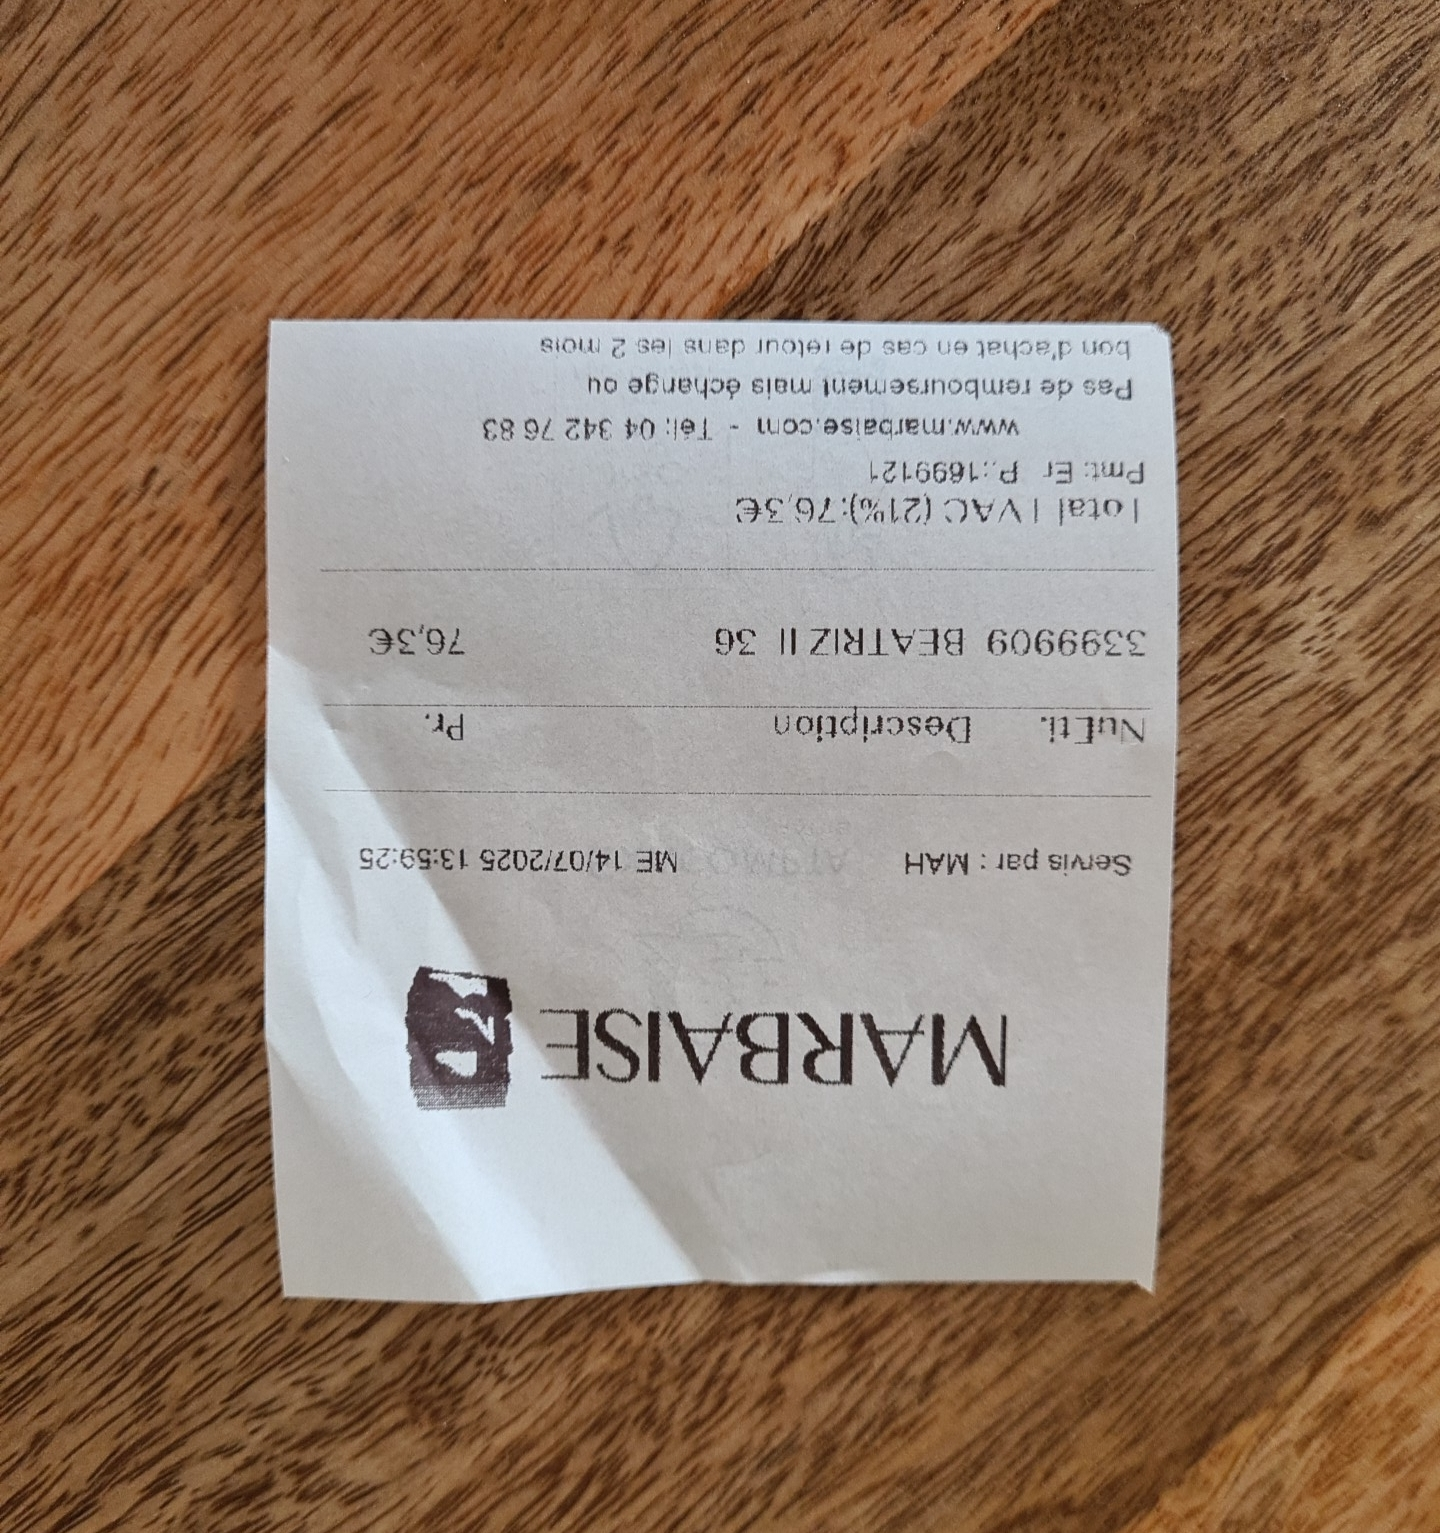 MARBAISE
Servis par : MAH ME 14/07/2025 13:59:25
NuEti. Description Pr.
3399909 BEATRIZ II 36 76,3€
Total TVAC (21%):76,3€
Pmt: Er P.:1699121
www.marbaise.com - Tél: 04 342 76 83
Pas de remboursement mais échange ou
bon d'achat en cas de retour dans les 2 mois